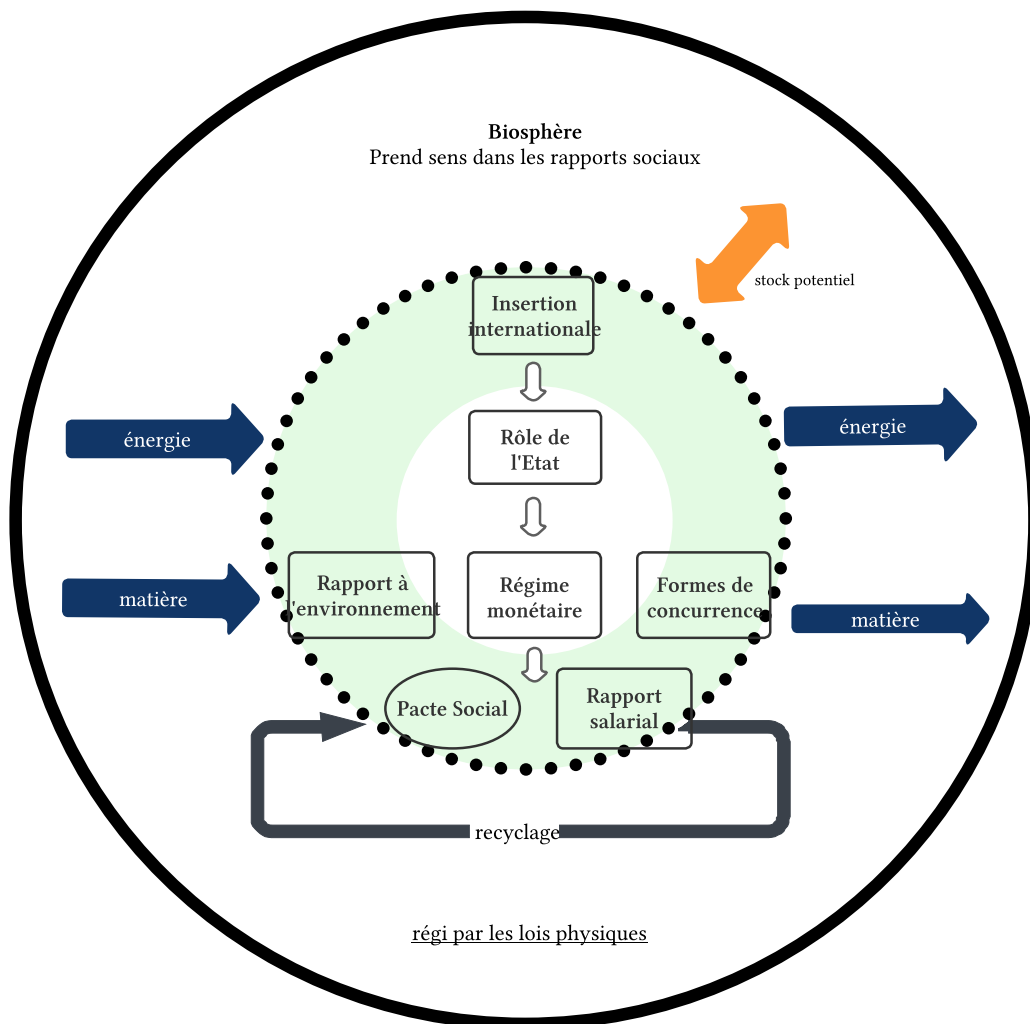 Biosphère
Prend sens dans les rapports sociaux
stock potentiel
Insertion
internationale
énergie
énergie
Rôle de
l'Etat
Rapport à
l'environnement
Régime
monétaire
Formes de
concurrence
matière
matière
Pacte Social
Rapport
salarial
recyclage
régi par les lois physiques